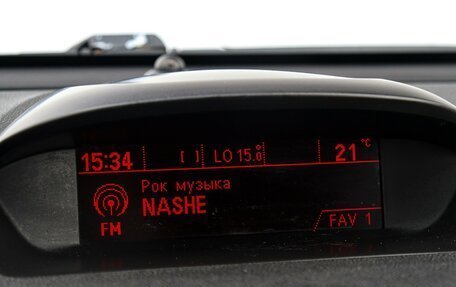 15:34 [ ] LO 15.0 21 °C
Рок музыка
NASHE
FM FAV 1